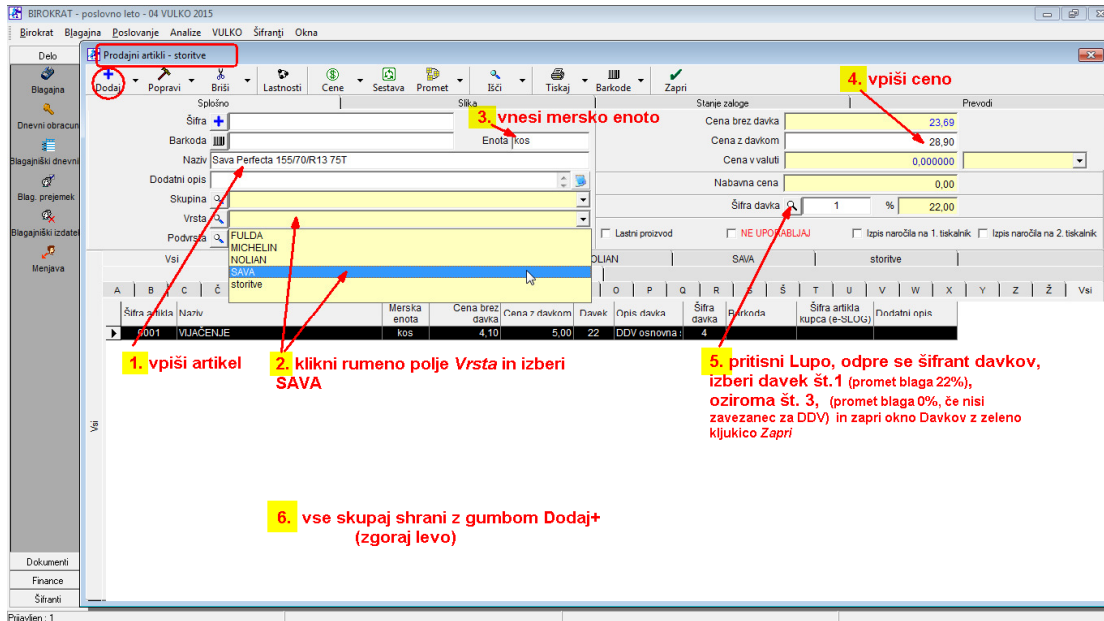 BIROKRAT - poslovno leto - 04 VULKO 2015
Birokrat Blagajna Poslovanje Analize VULKO Šifranti Okna
Delo
Blagajna
Dnevni obracun
Blagajniški dnevni
Blag. prejemek
Blagajniški izdatel
Menjava
Dokumenti
Finance
Šifranti
Prijavljen : 1
Prodajni artikli - storitve
Dodaj Popravi Briši Lastnosti Cene Sestava Promet Išči Tiskaj Barkode Zapri
4. vpiši ceno
Splošno Slika Stanje zaloge Prevodi
Šifra
3. vnesi mersko enoto
Cena brez davka 23,69
Barkoda Enota kos
Cena z davkom 28,90
Naziv Sava Perfecta 155/70/R13 75T
Cena v valuti 0,000000
Dodatni opis
Nabavna cena 0,00
Skupina
Šifra davka 1 % 22,00
Vrsta
Podvrsta
FULDA
MICHELIN
NOLIAN
SAVA
storitve
Lastni proizvod NE UPORABLJAJ Izpis naročila na 1. tiskalnik Izpis naročila na 2. tiskalnik
Vsi OLIAN SAVA storitve
A B C Č O P Q R S Š T U V W X Y Z Ž Vsi
Šifra artikla Naziv Merska enota Cena brez davka Cena z davkom Davek Opis davka Šifra davka Barkoda Šifra artikla kupca (e-SLOG) Dodatni opis
0001 VIJAČENJE kos 4,10 5,00 22 DDV osnovna : 4
Vsi
1. vpiši artikel
2. klikni rumeno polje Vrsta in izberi
SAVA
5. pritisni Lupo, odpre se šifrant davkov,
izberi davek št.1 (promet blaga 22%),
oziroma št. 3, (promet blaga 0%, če nisi
zavezanec za DDV) in zapri okno Davkov z zeleno
kljukico Zapri
6. vse skupaj shrani z gumbom Dodaj+
(zgoraj levo)